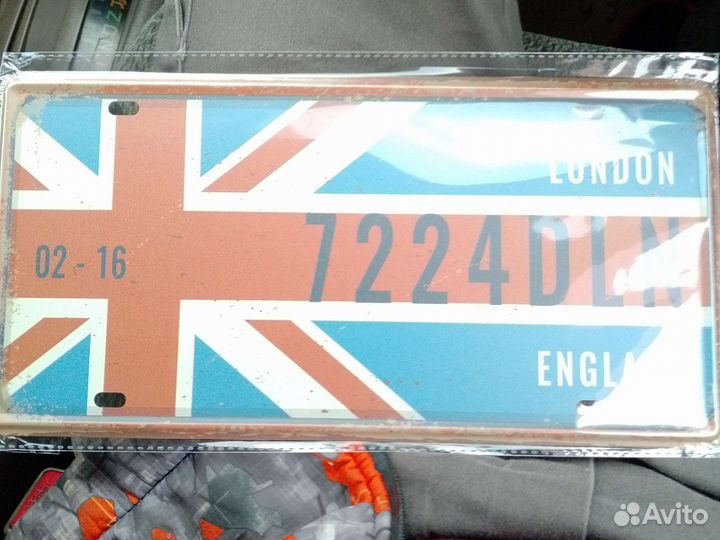 LONDON
02 - 16
7224DLN
ENGLA
Avito